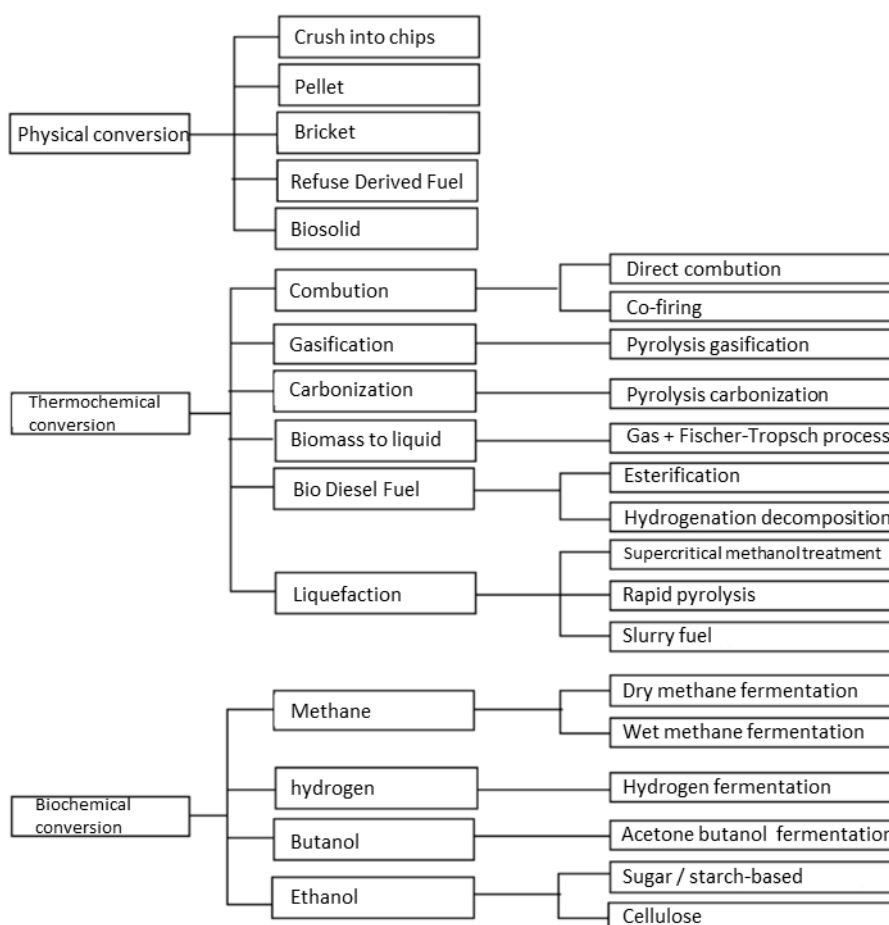 Physical conversion
Crush into chips
Pellet
Bricket
Refuse Derived Fuel
Biosolid
Thermochemical
conversion
Combution
Direct combution
Co-firing
Gasification
Pyrolysis gasification
Carbonization
Pyrolysis carbonization
Biomass to liquid
Gas + Fischer-Tropsch process
Bio Diesel Fuel
Esterification
Hydrogenation decomposition
Liquefaction
Supercritical methanol treatment
Rapid pyrolysis
Slurry fuel
Biochemical
conversion
Methane
Dry methane fermentation
Wet methane fermentation
hydrogen
Hydrogen fermentation
Butanol
Acetone butanol fermentation
Ethanol
Sugar / starch-based
Cellulose